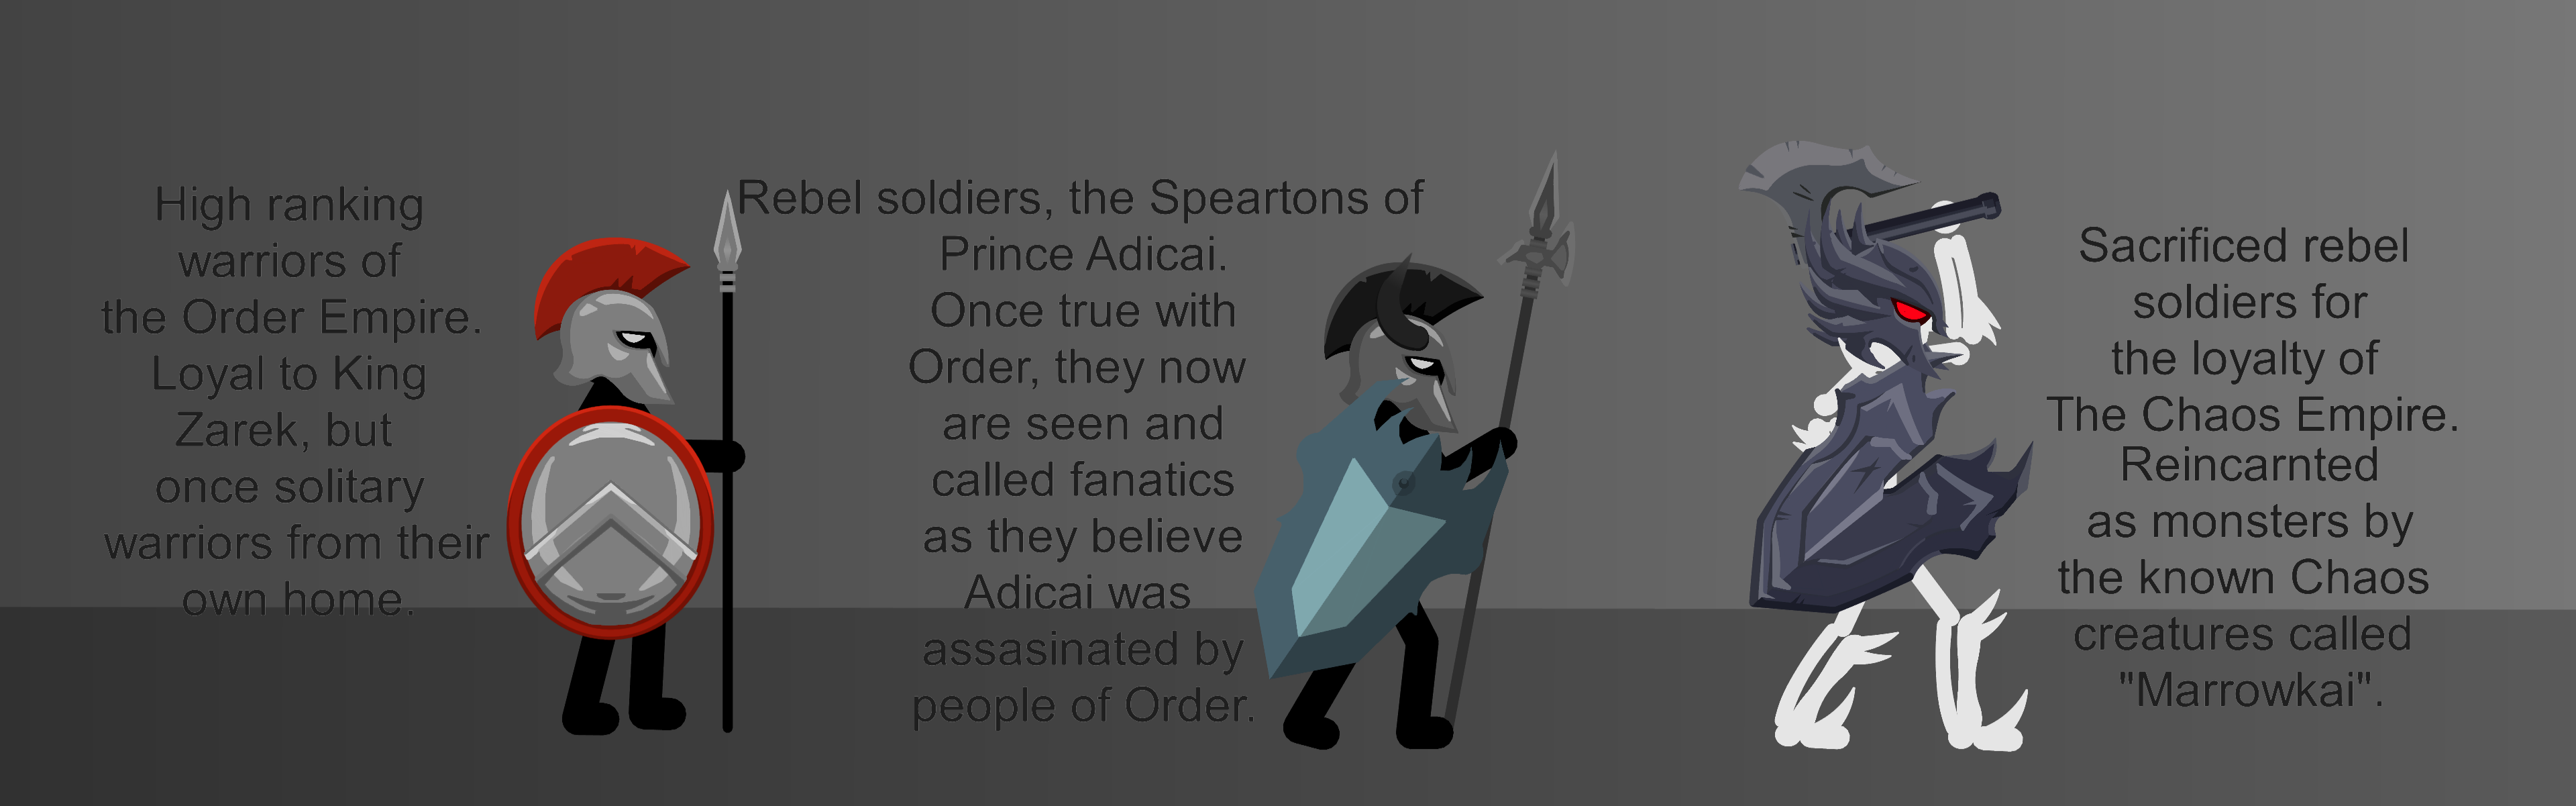 High ranking
warriors of
the Order Empire.
Loyal to King
Zarek, but
once solitary
warriors from their
own home.
Rebel soldiers, the Speartons of
Prince Adicai.
Once true with
Order, they now
are seen and
called fanatics
as they believe
Adicai was
assasinated by
people of Order.
Sacrificed rebel
soldiers for
the loyalty of
The Chaos Empire.
Reincarnted
as monsters by
the known Chaos
creatures called
"Marrowkai".